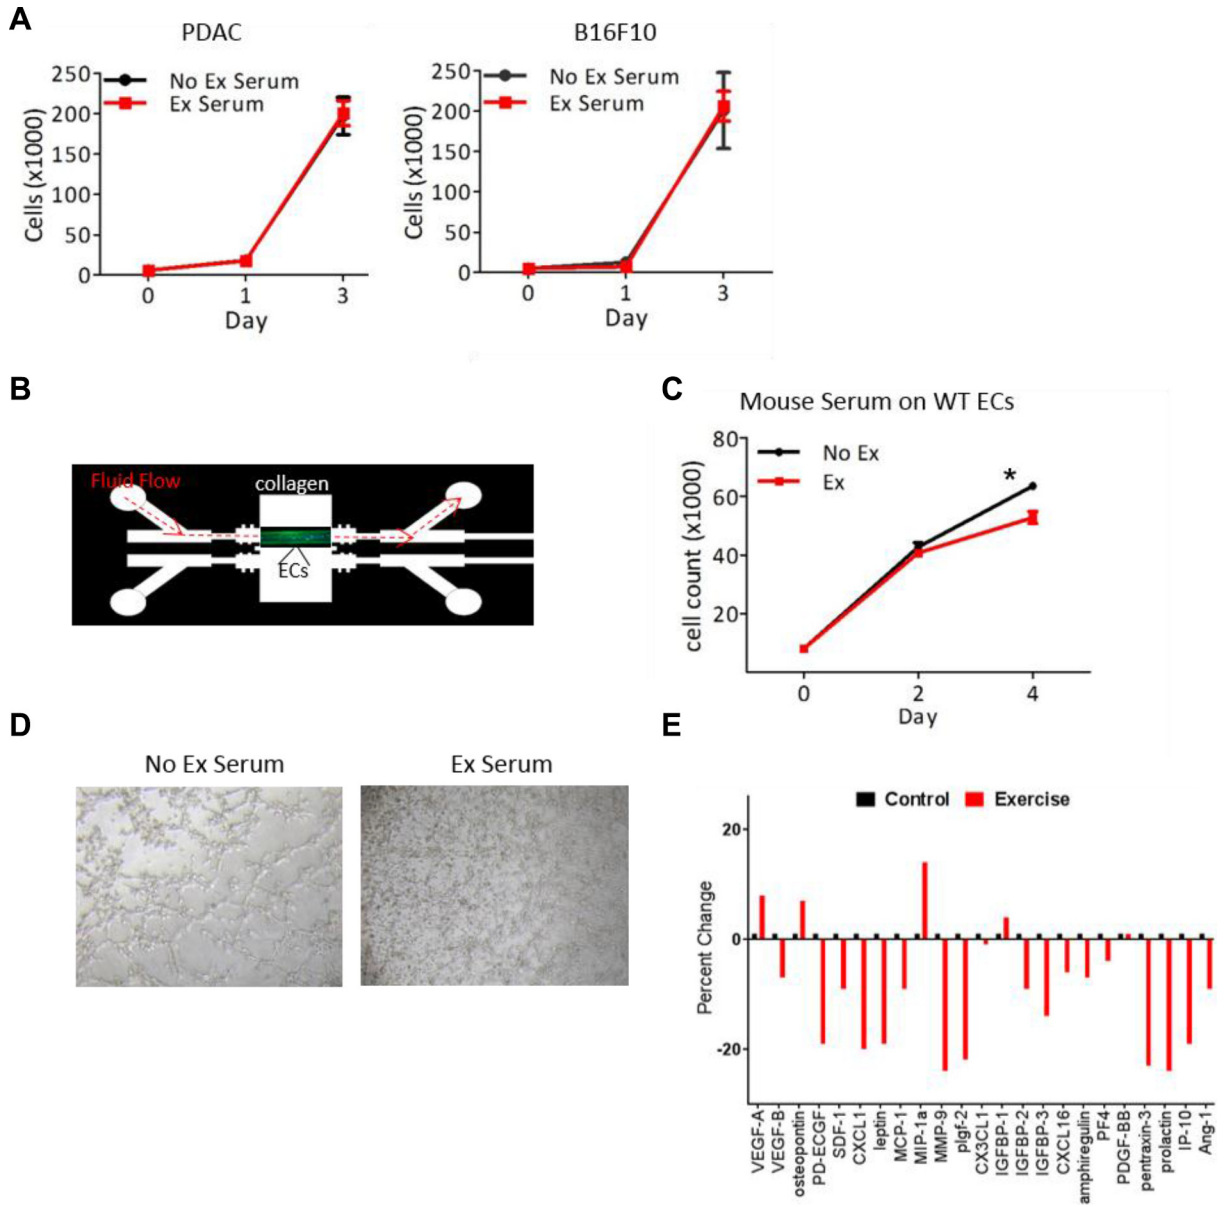 A
PDAC
B16F10
250
200
150
100
50
0
Cells (x1000)
No Ex Serum
Ex Serum
0 1 3
Day
250
200
150
100
50
0
Cells (x1000)
No Ex Serum
Ex Serum
0 1 3
Day
B
Fluid Flow
collagen
ECs
C
Mouse Serum on WT ECs
80
60
40
20
cell count (x1000)
No Ex
Ex
*
0 2 4
Day
D
No Ex Serum
Ex Serum
E
Control Exercise
20
0
-20
Percent Change
VEGF-A
VEGF-B
osteopontin
PD-ECGF
SDF-1
CXCL1
leptin
MCP-1
MIP-1a
MMP-9
plgf-2
CX3CL1
IGFBP-1
IGFBP-2
IGFBP-3
CXCL16
amphiregulin
PF4
PDGF-BB
pentraxin-3
prolactin
IP-10
Ang-1